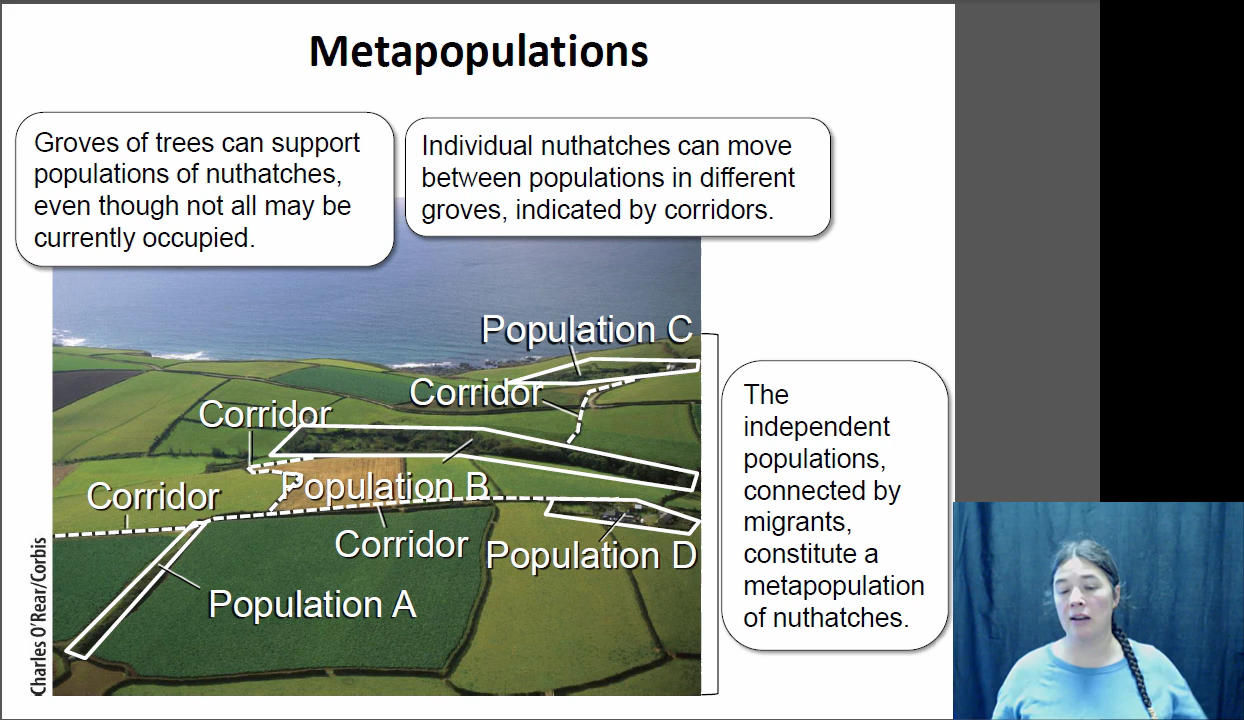 Metapopulations
Groves of trees can support
populations of nuthatches,
even though not all may be
currently occupied.
Individual nuthatches can move
between populations in different
groves, indicated by corridors.
Population C
Corridor
Corridor
Population B
Corridor
Corridor
Population D
Population A
The
independent
populations,
connected by
migrants,
constitute a
metapopulation
of nuthatches.
Charles O'Rear/Corbis